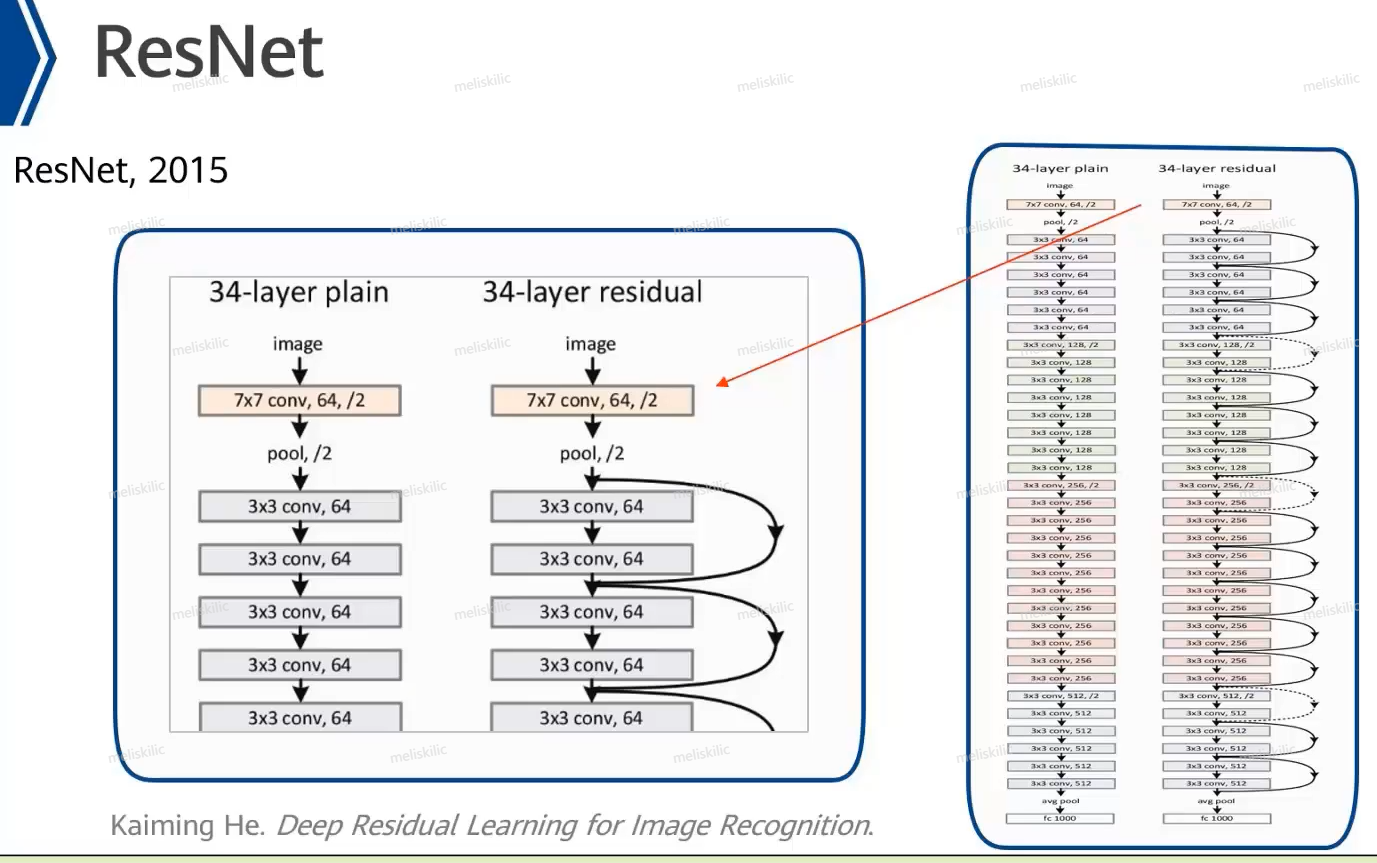 ResNet
ResNet, 2015
34-layer plain
image
7x7 conv, 64, /2
pool, /2
3x3 conv, 64
3x3 conv, 64
3x3 conv, 64
3x3 conv, 64
3x3 conv, 64
34-layer residual
image
7x7 conv, 64, /2
pool, /2
3x3 conv, 64
3x3 conv, 64
3x3 conv, 64
3x3 conv, 64
3x3 conv, 64
Kaiming He. Deep Residual Learning for Image Recognition.
34-layer plain
image
7x7 conv, 64, /2
pool, /2
3x3 conv, 64
3x3 conv, 64
3x3 conv, 64
3x3 conv, 64
3x3 conv, 64
3x3 conv, 64
3x3 conv, 128, /2
3x3 conv, 128
3x3 conv, 128
3x3 conv, 128
3x3 conv, 128
3x3 conv, 128
3x3 conv, 128
3x3 conv, 128
3x3 conv, 256, /2
3x3 conv, 256
3x3 conv, 256
3x3 conv, 256
3x3 conv, 256
3x3 conv, 256
3x3 conv, 256
3x3 conv, 256
3x3 conv, 256
3x3 conv, 256
3x3 conv, 256
3x3 conv, 256
3x3 conv, 512, /2
3x3 conv, 512
3x3 conv, 512
3x3 conv, 512
3x3 conv, 512
3x3 conv, 512
avg pool
fc 1000
34-layer residual
image
7x7 conv, 64, /2
pool, /2
3x3 conv, 64
3x3 conv, 64
3x3 conv, 64
3x3 conv, 64
3x3 conv, 64
3x3 conv, 64
3x3 conv, 128, /2
3x3 conv, 128
3x3 conv, 128
3x3 conv, 128
3x3 conv, 128
3x3 conv, 128
3x3 conv, 128
3x3 conv, 128
3x3 conv, 256, /2
3x3 conv, 256
3x3 conv, 256
3x3 conv, 256
3x3 conv, 256
3x3 conv, 256
3x3 conv, 256
3x3 conv, 256
3x3 conv, 256
3x3 conv, 256
3x3 conv, 256
3x3 conv, 256
3x3 conv, 512, /2
3x3 conv, 512
3x3 conv, 512
3x3 conv, 512
3x3 conv, 512
3x3 conv, 512
avg pool
fc 1000
meliskilic